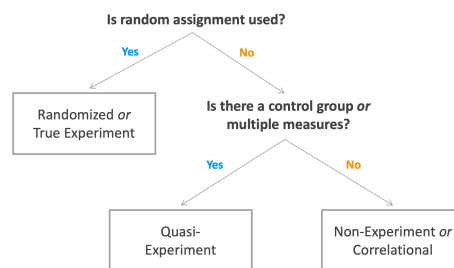 Is random assignment used?
Yes
No
Randomized or
True Experiment
Is there a control group or
multiple measures?
Yes
No
Quasi-
Experiment
Non-Experiment or
Correlational